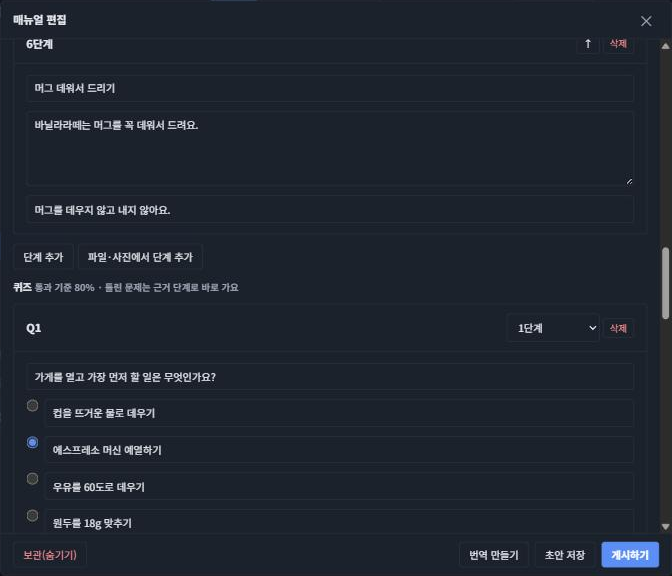 매뉴얼 편집
6단계
↑ 삭제
머그 데워서 드리기
바닐라라떼는 머그를 꼭 데워서 드려요.
머그를 데우지 않고 내지 않아요.
단계 추가 파일·사진에서 단계 추가
퀴즈 통과 기준 80% · 틀린 문제는 근거 단계로 바로 가요
Q1
1단계 삭제
가게를 열고 가장 먼저 할 일은 무엇인가요?
컵을 뜨거운 물로 데우기
에스프레소 머신 예열하기
우유를 60도로 데우기
원두를 18g 맞추기
보관(숨기기) 번역 만들기 초안 저장 게시하기